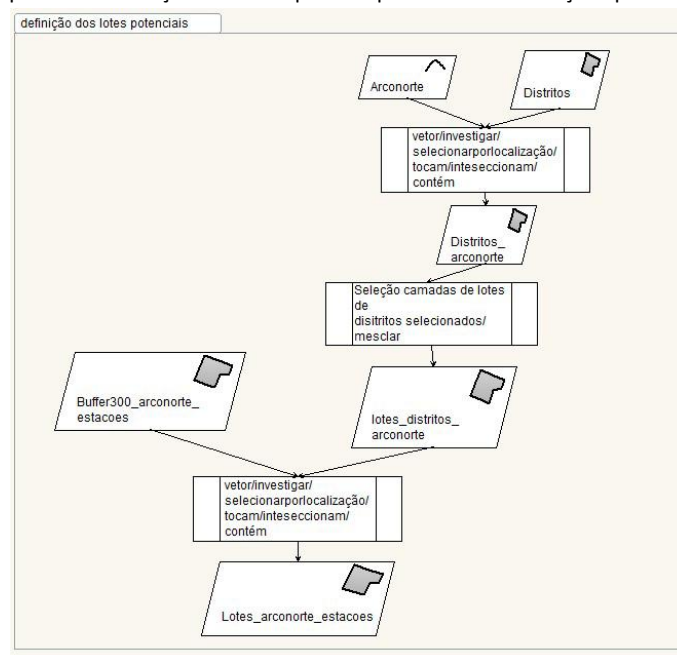 definição dos lotes potenciais
Arconorte
Distritos
vetor/investigar/
selecionarporlocalização/
tocam/inteseccionam/
contém
Distritos_
arconorte
Seleção camadas de lotes
de
disitritos selecionados/
mesclar
Buffer300_arconorte_
estacoes
lotes_distritos_
arconorte
vetor/investigar/
selecionarporlocalização/
tocam/inteseccionam/
contém
Lotes_arconorte_estacoes